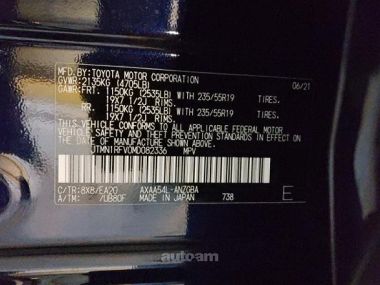 MFD.BY:TOYOTA MOTOR CORPORATION 06/21
GVWR:2135KG (4705LB)
GAWR:FRT. 1150KG (2535LB) WITH 235/55R19 TIRES.
19X7 1/2J RIMS.
RR. 1150KG (2535LB) WITH 235/55R19 TIRES.
19X7 1/2J RIMS.
THIS VEHICLE CONFORMS TO ALL APPLICABLE FEDERAL MOTOR
VEHICLE SAFETY AND THEFT PREVENTION STANDARDS IN EFFECT ON THE
DATE OF MANUFACTURE SHOWN ABOVE.
JTMN1RFV0MD082336 MPV
C/TR:8X8/EA20 AXAA54L-ANZGBA
A/TM: /UB80F MADE IN JAPAN 738 E
autoam